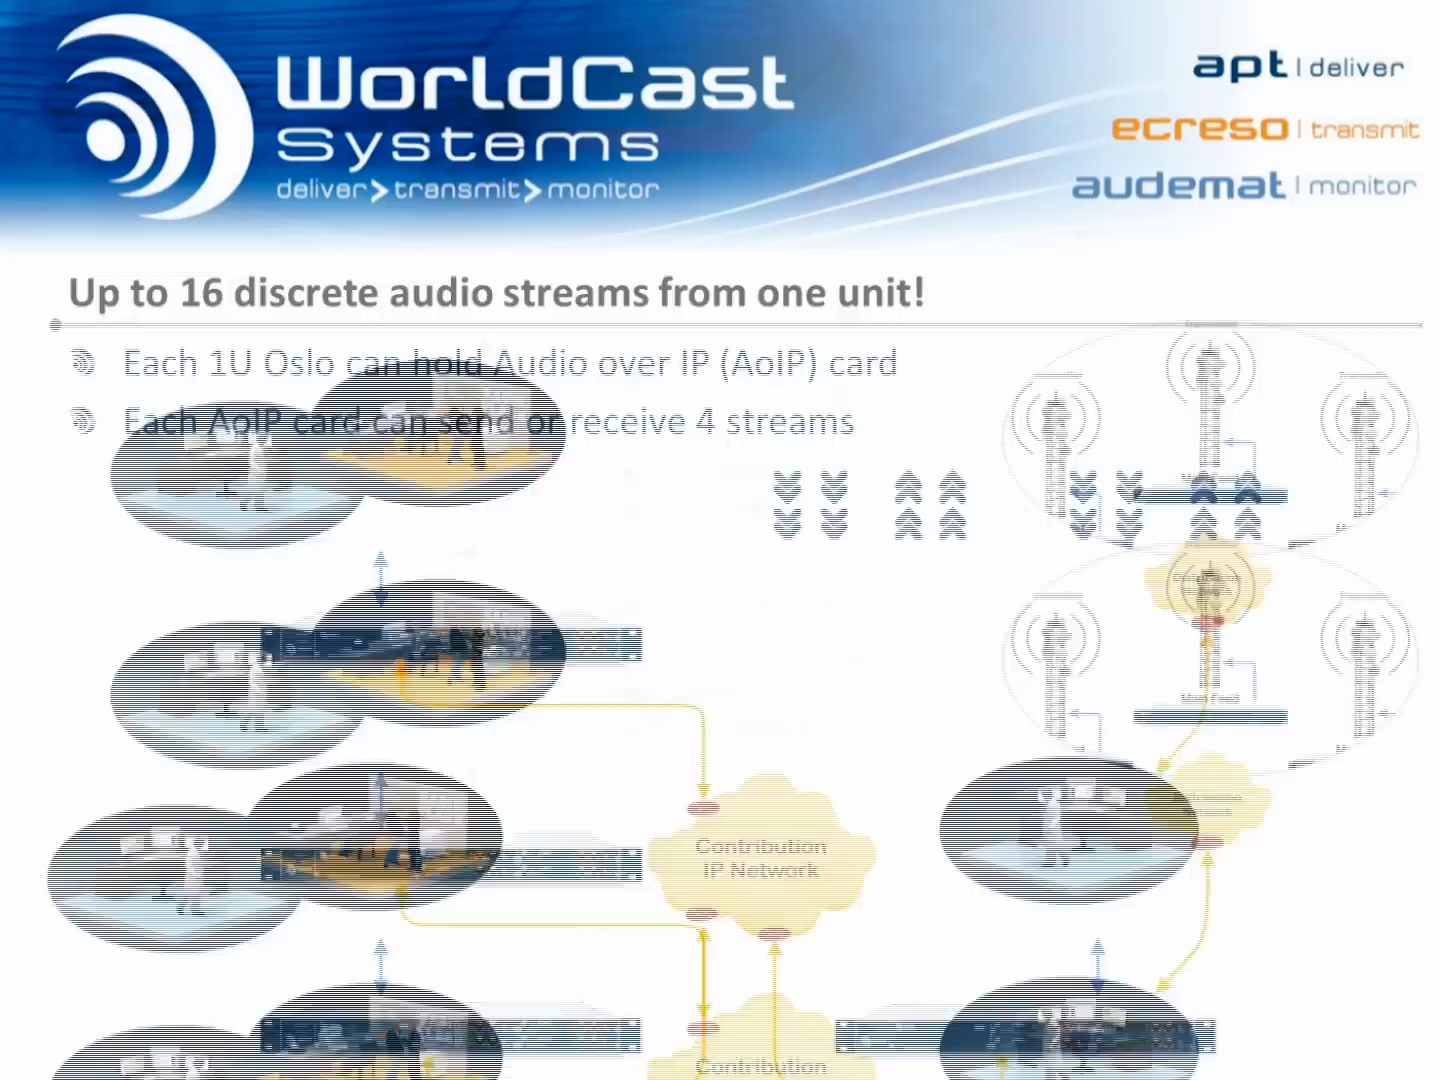 WorldCast
Systems
deliver>transmit>monitor
apt | deliver
ecreso | transmit
audemat | monitor
Up to 16 discrete audio streams from one unit!
Each 1U Oslo can hold Audio over IP (AoIP) card
Each AoIP card can send or receive 4 streams
Contribution
IP Network
Contribution